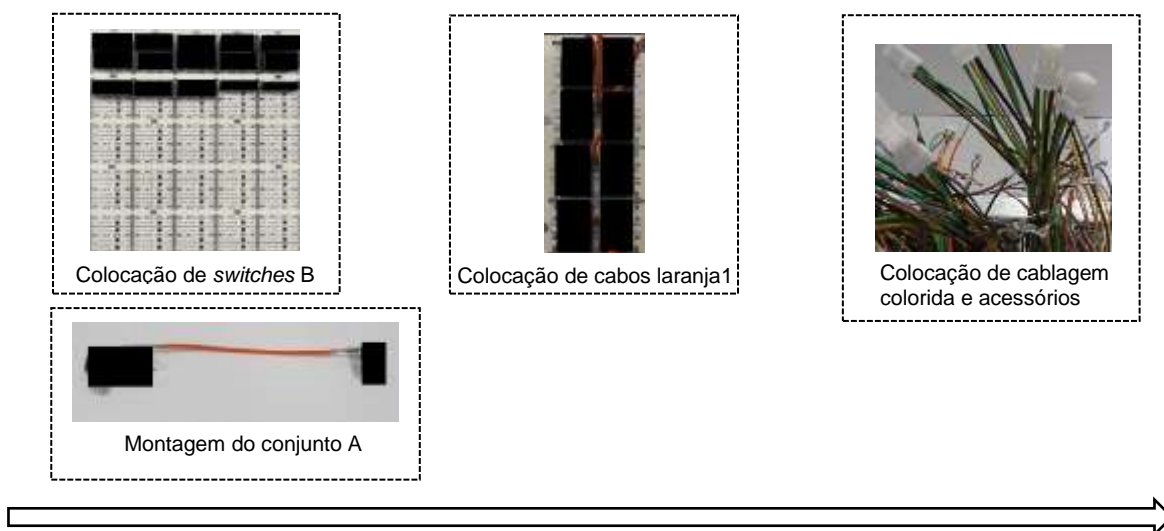 Colocação de switches B
Colocação de cabos laranja1
Colocação de cablagem
colorida e acessórios
Montagem do conjunto A